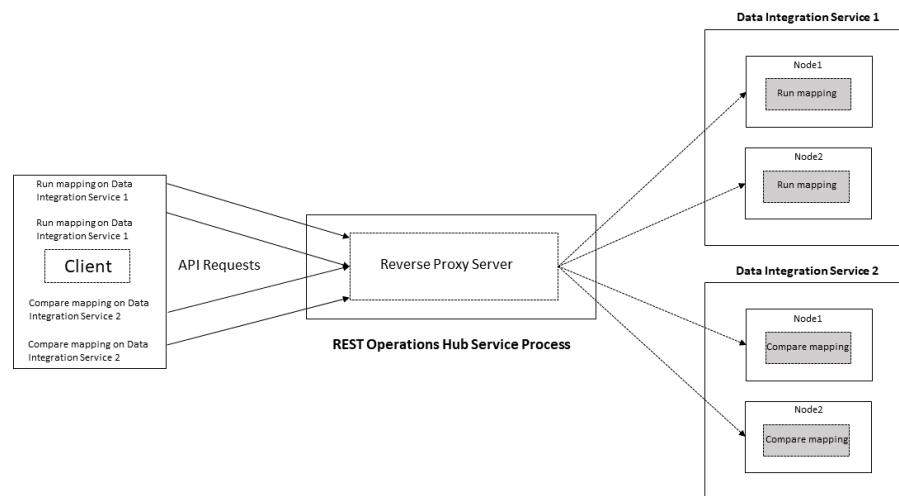 Data Integration Service 1
Node1
Run mapping
Node2
Run mapping
Run mapping on Data
Integration Service 1
Run mapping on Data
Integration Service 1
Client
Compare mapping on Data
Integration Service 2
Compare mapping on Data
Integration Service 2
API Requests
Reverse Proxy Server
REST Operations Hub Service Process
Data Integration Service 2
Node1
Compare mapping
Node2
Compare mapping